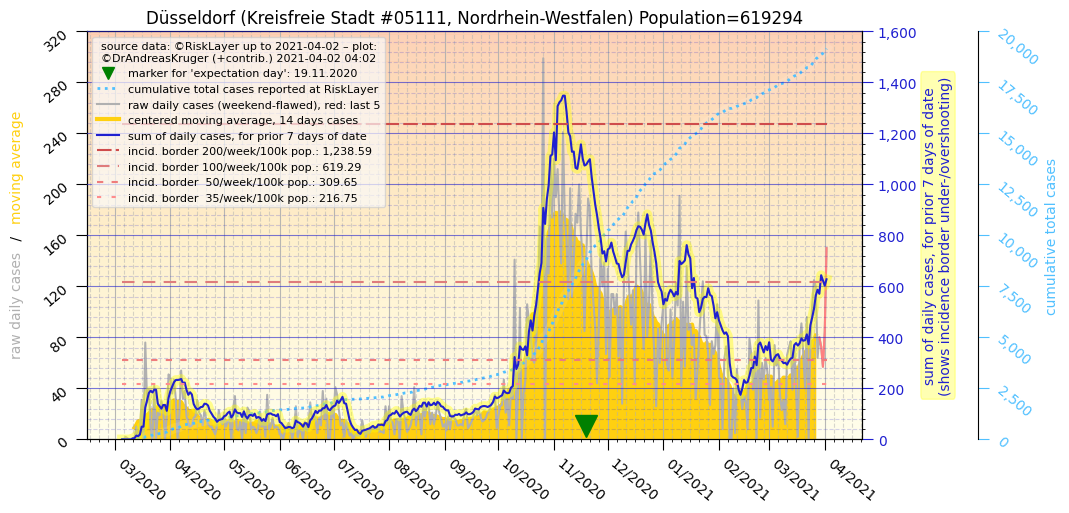 Düsseldorf (Kreisfreie Stadt #05111, Nordrhein-Westfalen) Population=619294
source data: ©RiskLayer up to 2021-04-02 – plot:
©DrAndreasKruger (+contrib.) 2021-04-02 04:02
marker for 'expectation day': 19.11.2020
cumulative total cases reported at RiskLayer
raw daily cases (weekend-flawed), red: last 5
centered moving average, 14 days cases
sum of daily cases, for prior 7 days of date
incid. border 200/week/100k pop.: 1,238.59
incid. border 100/week/100k pop.: 619.29
incid. border 50/week/100k pop.: 309.65
incid. border 35/week/100k pop.: 216.75
raw daily cases / moving average
320
280
240
200
160
120
80
40
0
03/2020
04/2020
05/2020
06/2020
07/2020
08/2020
09/2020
10/2020
11/2020
12/2020
01/2021
02/2021
03/2021
04/2021
1,600
1,400
1,200
1,000
800
600
400
200
0
sum of daily cases, for prior 7 days of date
(shows incidence border under-/overshooting)
20,000
17,500
15,000
12,500
10,000
7,500
5,000
2,500
0
cumulative total cases